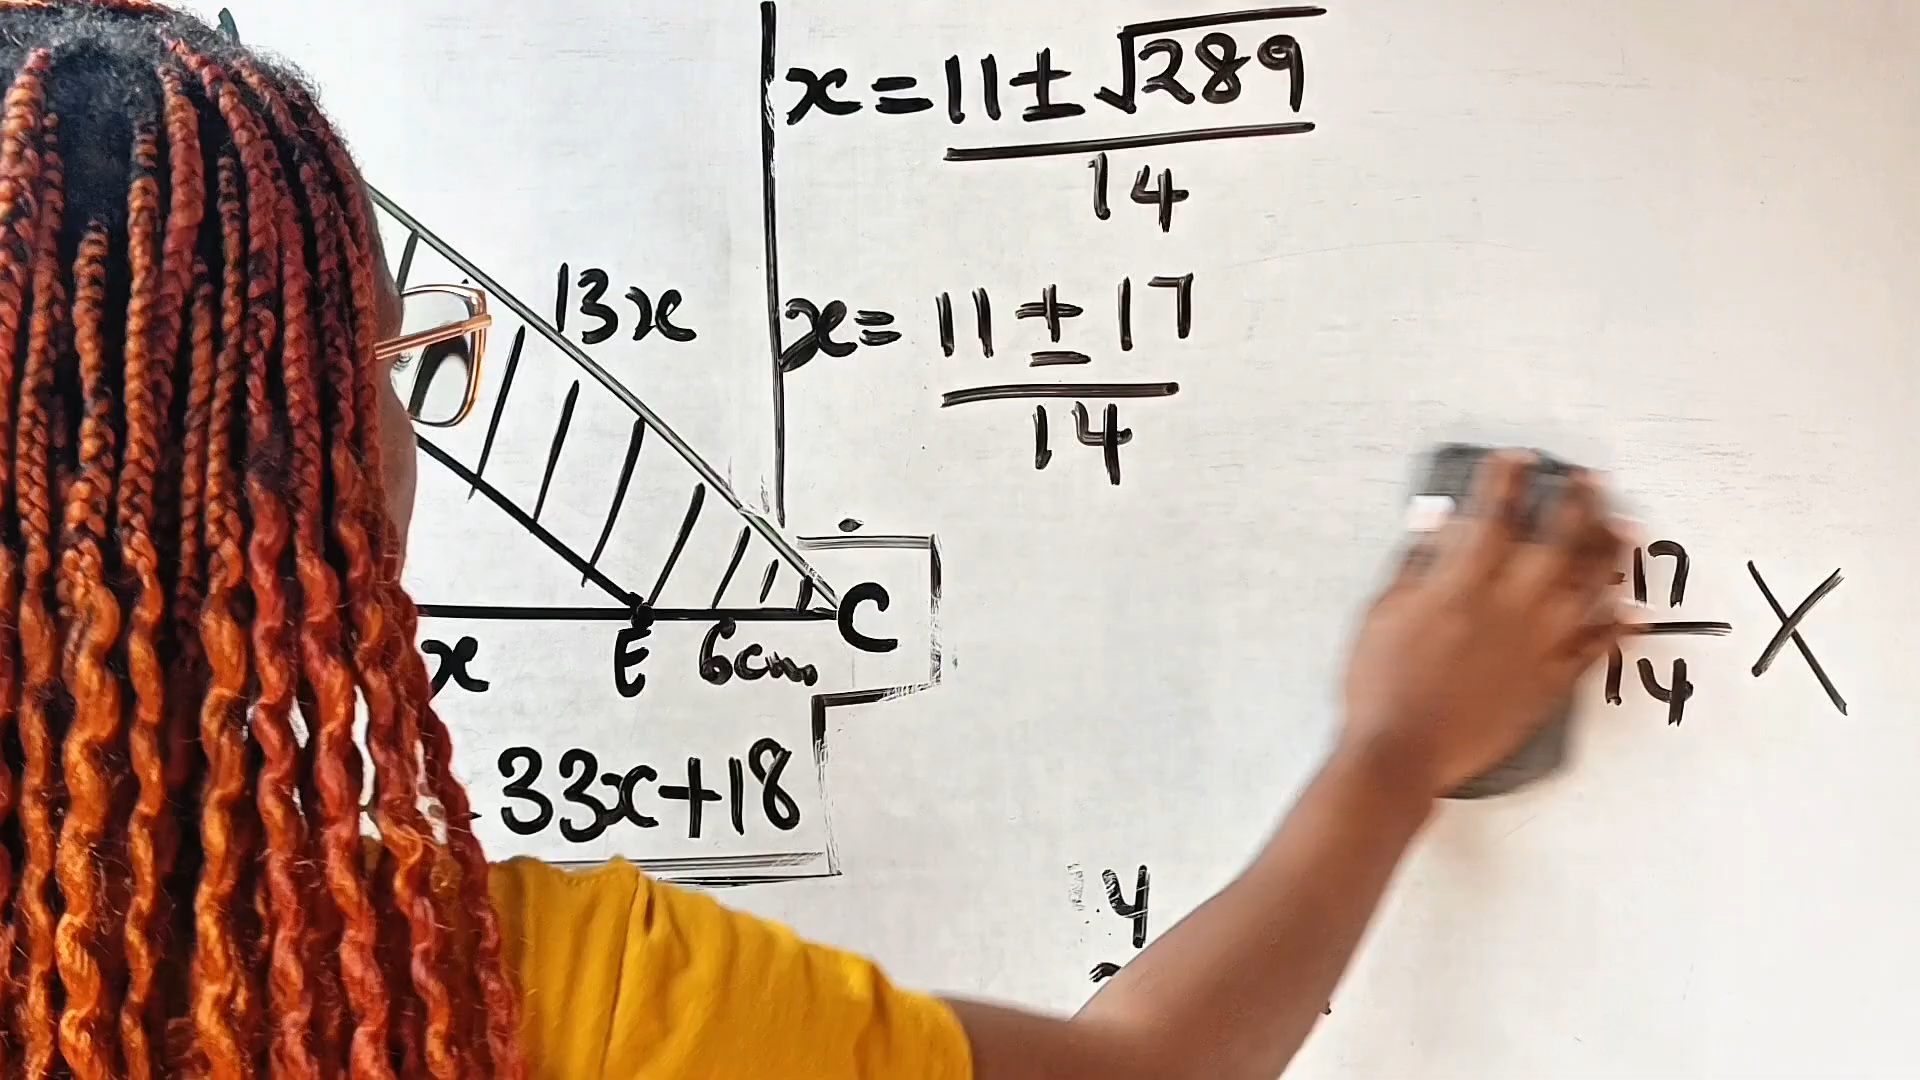 x = 11 ± √289
14
x = 11 ± 17
14
13x
C
x E 6cm
33x+18
17 X
14
4